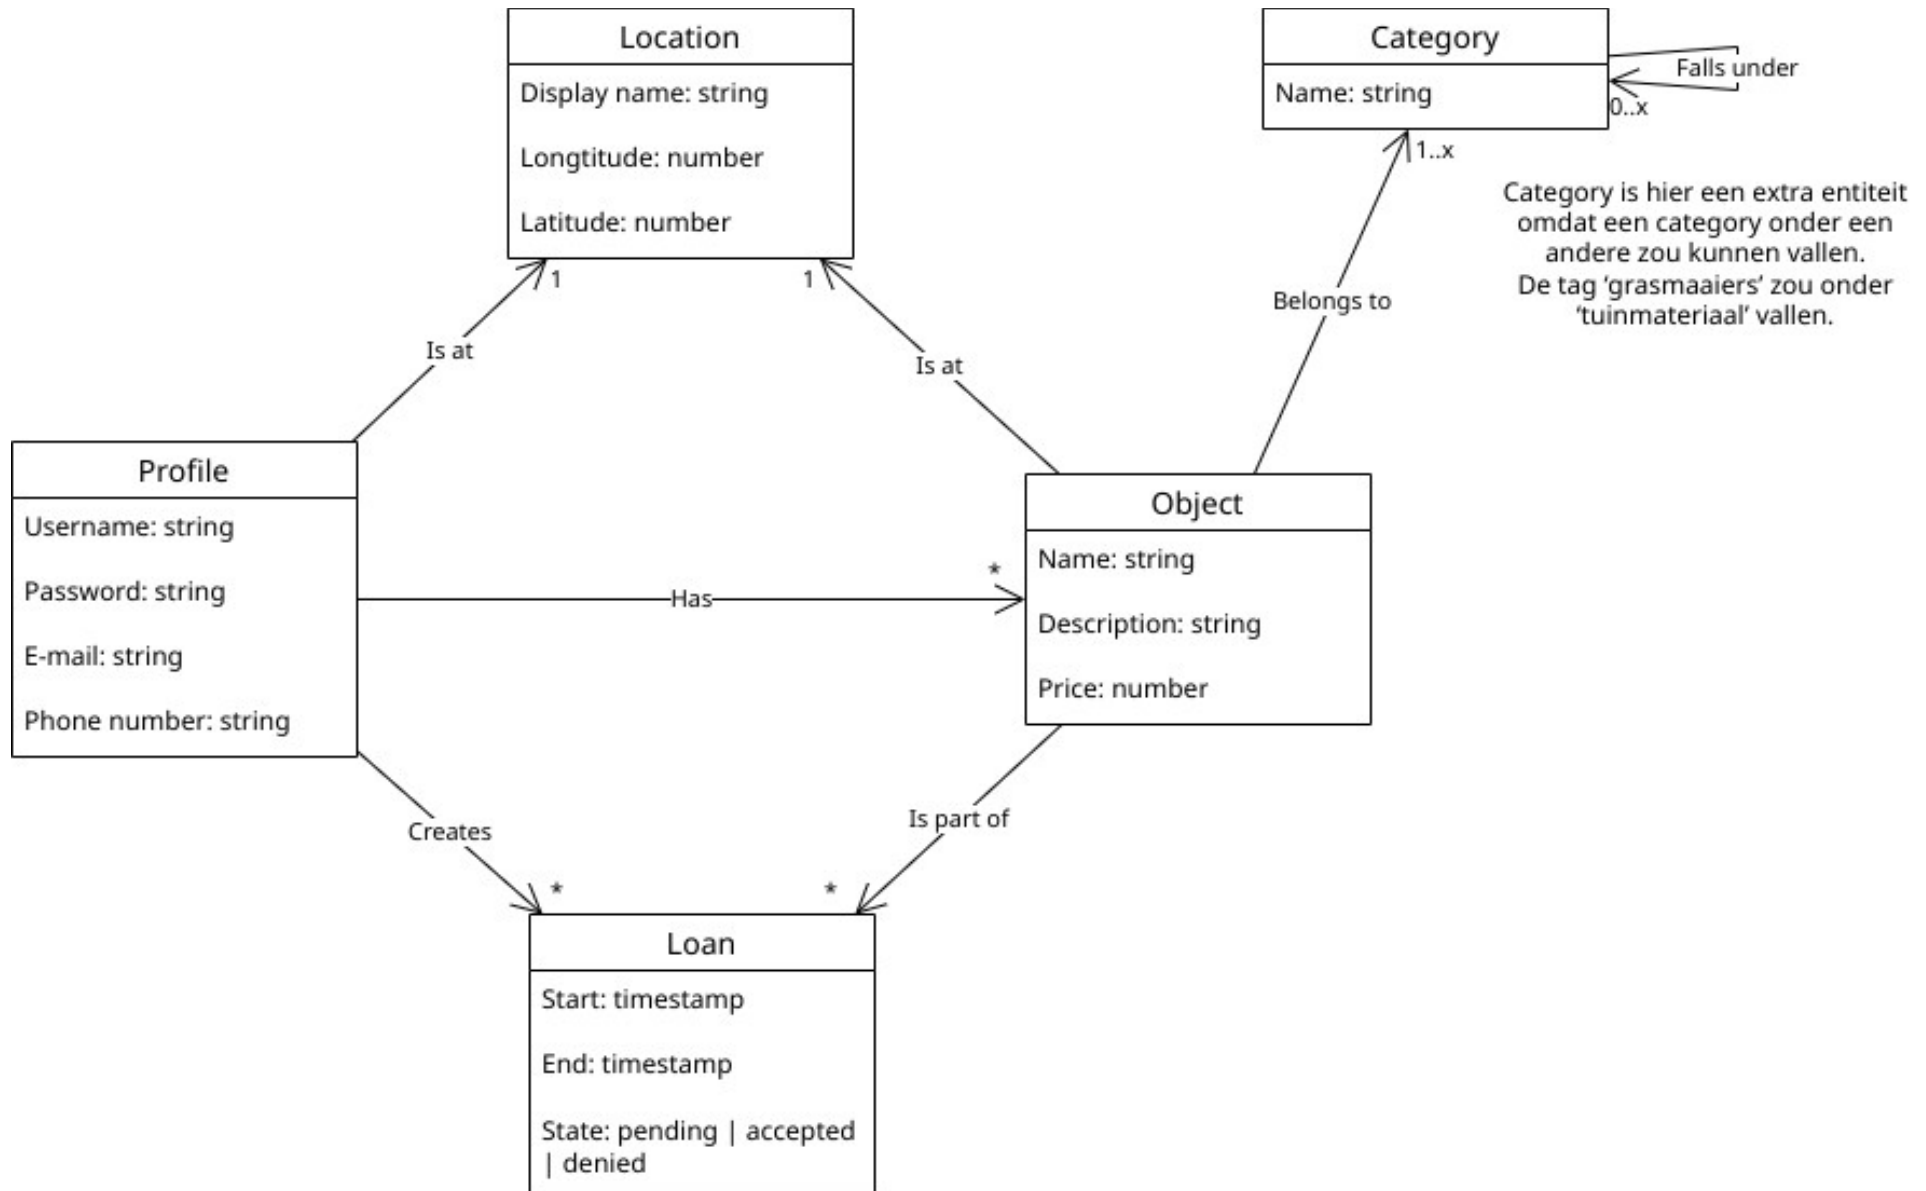 Location
Display name: string
Longtitude: number
Latitude: number
Category
Name: string
Falls under
0..x
1..x
Category is hier een extra entiteit
omdat een category onder een
andere zou kunnen vallen.
De tag ‘grasmaaiers‘ zou onder
‘tuinmateriaal’ vallen.
Belongs to
1
1
Is at
Is at
Profile
Username: string
Password: string
E-mail: string
Phone number: string
Has
*
Object
Name: string
Description: string
Price: number
Creates
*
Is part of
*
Loan
Start: timestamp
End: timestamp
State: pending | accepted
| denied